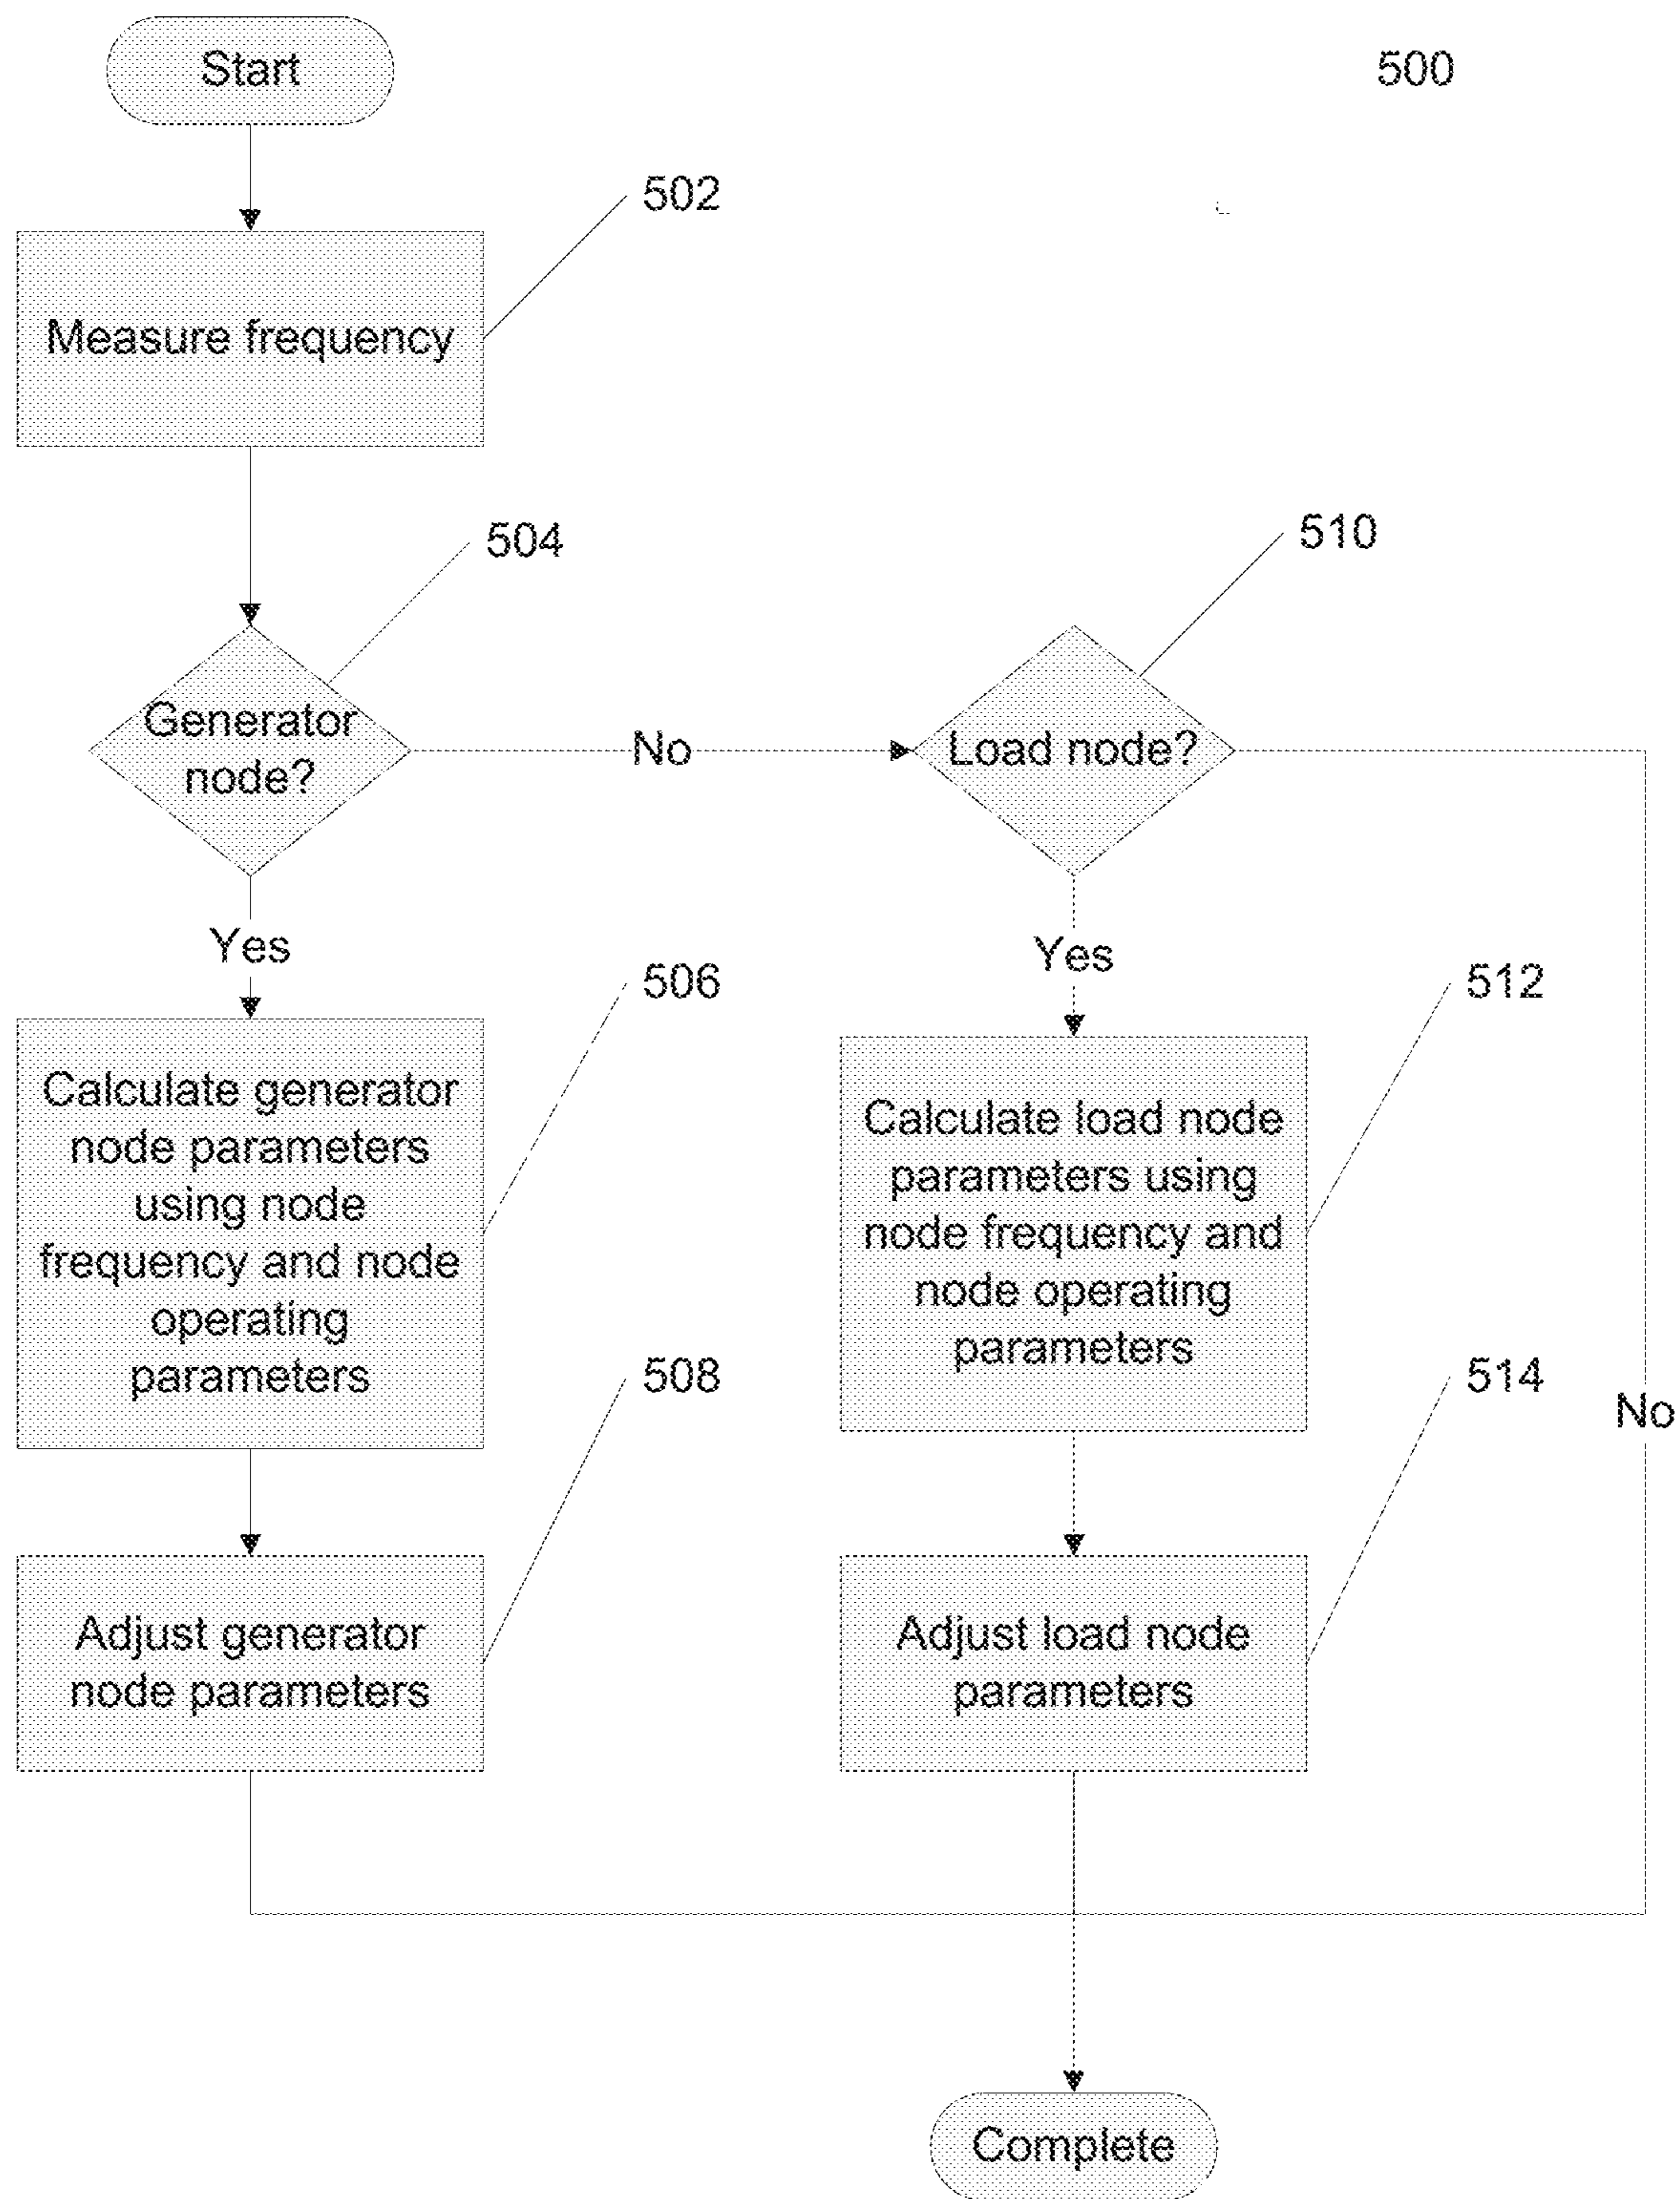 Start
500
502
Measure frequency
504
510
Generator
node?
No
Load node?
Yes
Yes
506
512
Calculate generator
node parameters
using node
frequency and node
operating
parameters
Calculate load node
parameters using
node frequency and
node operating
parameters
508
514
No
Adjust generator
node parameters
Adjust load node
parameters
Complete